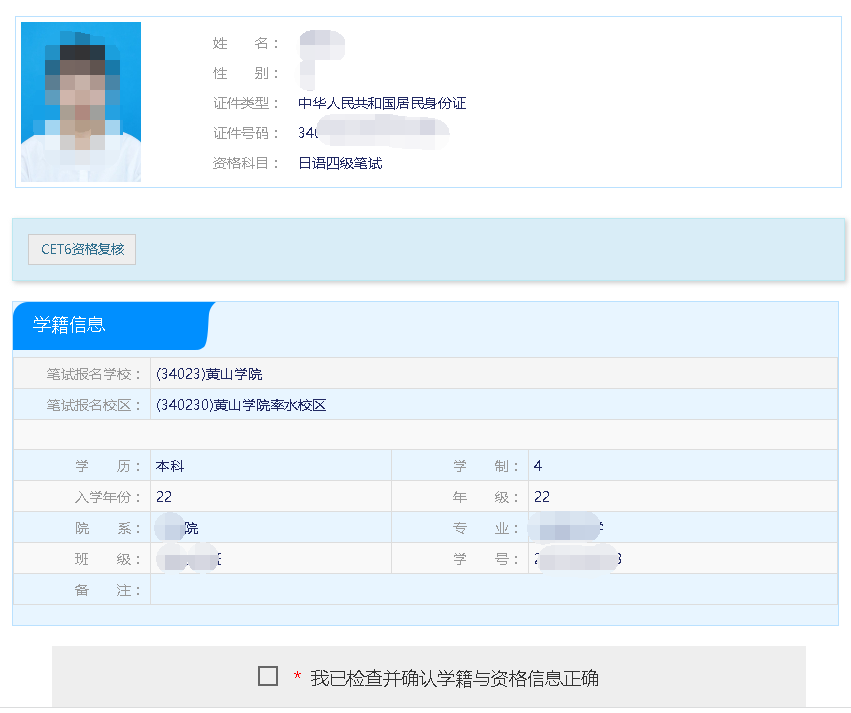 姓 名：
性 别：
证件类型： 中华人民共和国居民身份证
证件号码： 340
资格科目： 日语四级笔试
CET6资格复核
学籍信息
笔试报名学校： (34023)黄山学院
笔试报名校区： (340230)黄山学院率水校区
学 历： 本科 学 制： 4
入学年份： 22 年 级： 22
院 系： 院 专 业：
班 级： 学 号：
备 注：
* 我已检查并确认学籍与资格信息正确